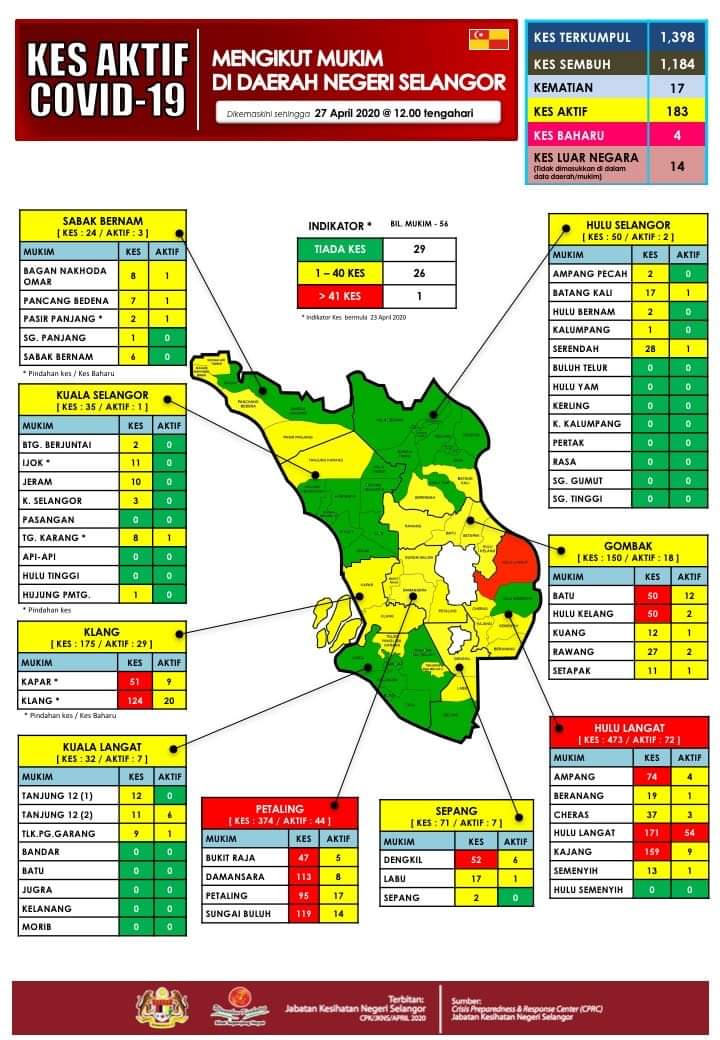 KES AKTIF
COVID-19
MENGIKUT MUKIM
DI DAERAH NEGERI SELANGOR
Dikemaskini sehingga 27 April 2020 @ 12.00 tengahari
KES TERKUMPUL 1,398
KES SEMBUH 1,184
KEMATIAN 17
KES AKTIF 183
KES BAHARU 4
KES LUAR NEGARA 14
(Tidak dimasukkan di dalam
data daerah/mukim)
SABAK BERNAM
[ KES : 24 / AKTIF : 3 ]
MUKIM KES AKTIF
BAGAN NAKHODA
OMAR 8 1
PANCANG BEDENA 7 1
PASIR PANJANG * 2 1
SG. PANJANG 1 0
SABAK BERNAM 6 0
* Pindahan kes / Kes Baharu
INDIKATOR * BIL. MUKIM - 56
TIADA KES 29
1 – 40 KES 26
> 41 KES 1
* Indikator Kes bermula 23 April 2020
HULU SELANGOR
[ KES : 50 / AKTIF : 2 ]
MUKIM KES AKTIF
AMPANG PECAH 2 0
BATANG KALI 17 1
HULU BERNAM 2 0
KALUMPANG 1 0
SERENDAH 28 1
BULUH TELUR 0 0
HULU YAM 0 0
KERLING 0 0
K. KALUMPANG 0 0
PERTAK 0 0
RASA 0 0
SG. GUMUT 0 0
SG. TINGGI 0 0
KUALA SELANGOR
[ KES : 35 / AKTIF : 1 ]
MUKIM KES AKTIF
BTG. BERJUNTAI 2 0
IJOK * 11 0
JERAM 10 0
K. SELANGOR 3 0
PASANGAN 0 0
TG. KARANG * 8 1
API-API 0 0
HULU TINGGI 0 0
HUJUNG PMTG. 1 0
* Pindahan kes
GOMBAK
[ KES : 150 / AKTIF : 18 ]
MUKIM KES AKTIF
BATU 50 12
HULU KELANG 50 2
KUANG 12 1
RAWANG 27 2
SETAPAK 11 1
KLANG
[ KES : 175 / AKTIF : 29 ]
MUKIM KES AKTIF
KAPAR * 51 9
KLANG * 124 20
* Pindahan kes / Kes Baharu
HULU LANGAT
[ KES : 473 / AKTIF : 72 ]
MUKIM KES AKTIF
AMPANG 74 4
BERANANG 19 1
CHERAS 37 3
HULU LANGAT 171 54
KAJANG 159 9
SEMENYIH 13 1
HULU SEMENYIH 0 0
KUALA LANGAT
[ KES : 32 / AKTIF : 7 ]
MUKIM KES AKTIF
TANJUNG 12 (1) 12 0
TANJUNG 12 (2) 11 6
TLK.PG.GARANG 9 1
BANDAR 0 0
BATU 0 0
JUGRA 0 0
KELANANG 0 0
MORIB 0 0
PETALING
[ KES : 374 / AKTIF : 44 ]
MUKIM KES AKTIF
BUKIT RAJA 47 5
DAMANSARA 113 8
PETALING 95 17
SUNGAI BULUH 119 14
SEPANG
[ KES : 71 / AKTIF : 7 ]
MUKIM KES AKTIF
DENGKIL 52 6
LABU 17 1
SEPANG 2 0
Terbitan:
Jabatan Kesihatan Negeri Selangor
CPK/JKNS/APRIL 2020
Sumber:
Crisis Preparedness & Response Center (CPRC)
Jabatan Kesihatan Negeri Selangor